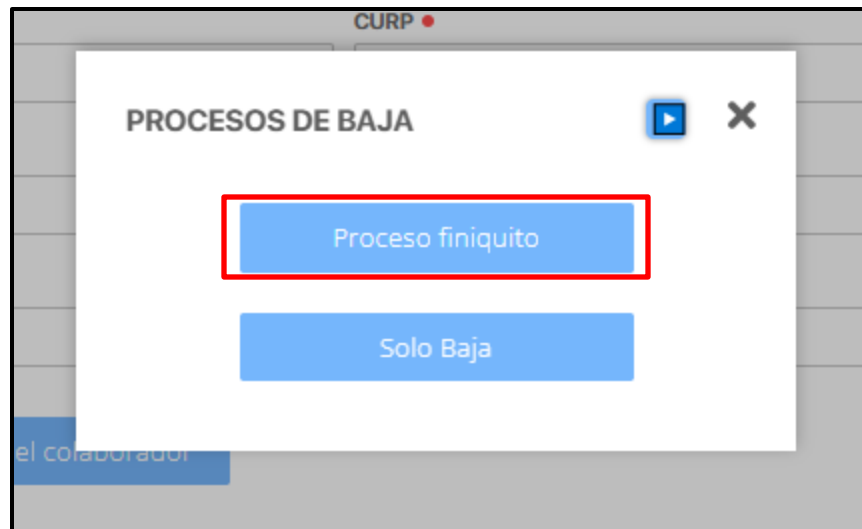 CURP
PROCESOS DE BAJA
Proceso finiquito
Solo Baja
el colaborador